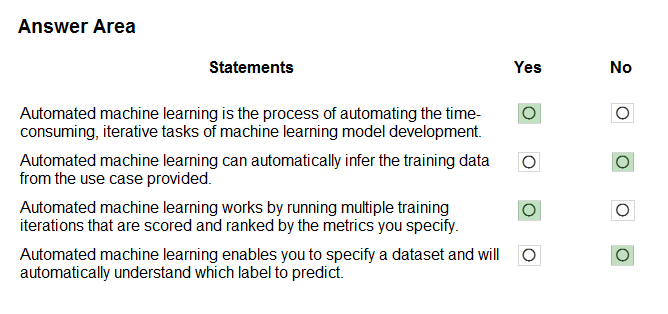 Answer Area
Statements Yes No
Automated machine learning is the process of automating the time-
consuming, iterative tasks of machine learning model development.
Automated machine learning can automatically infer the training data
from the use case provided.
Automated machine learning works by running multiple training
iterations that are scored and ranked by the metrics you specify.
Automated machine learning enables you to specify a dataset and will
automatically understand which label to predict.